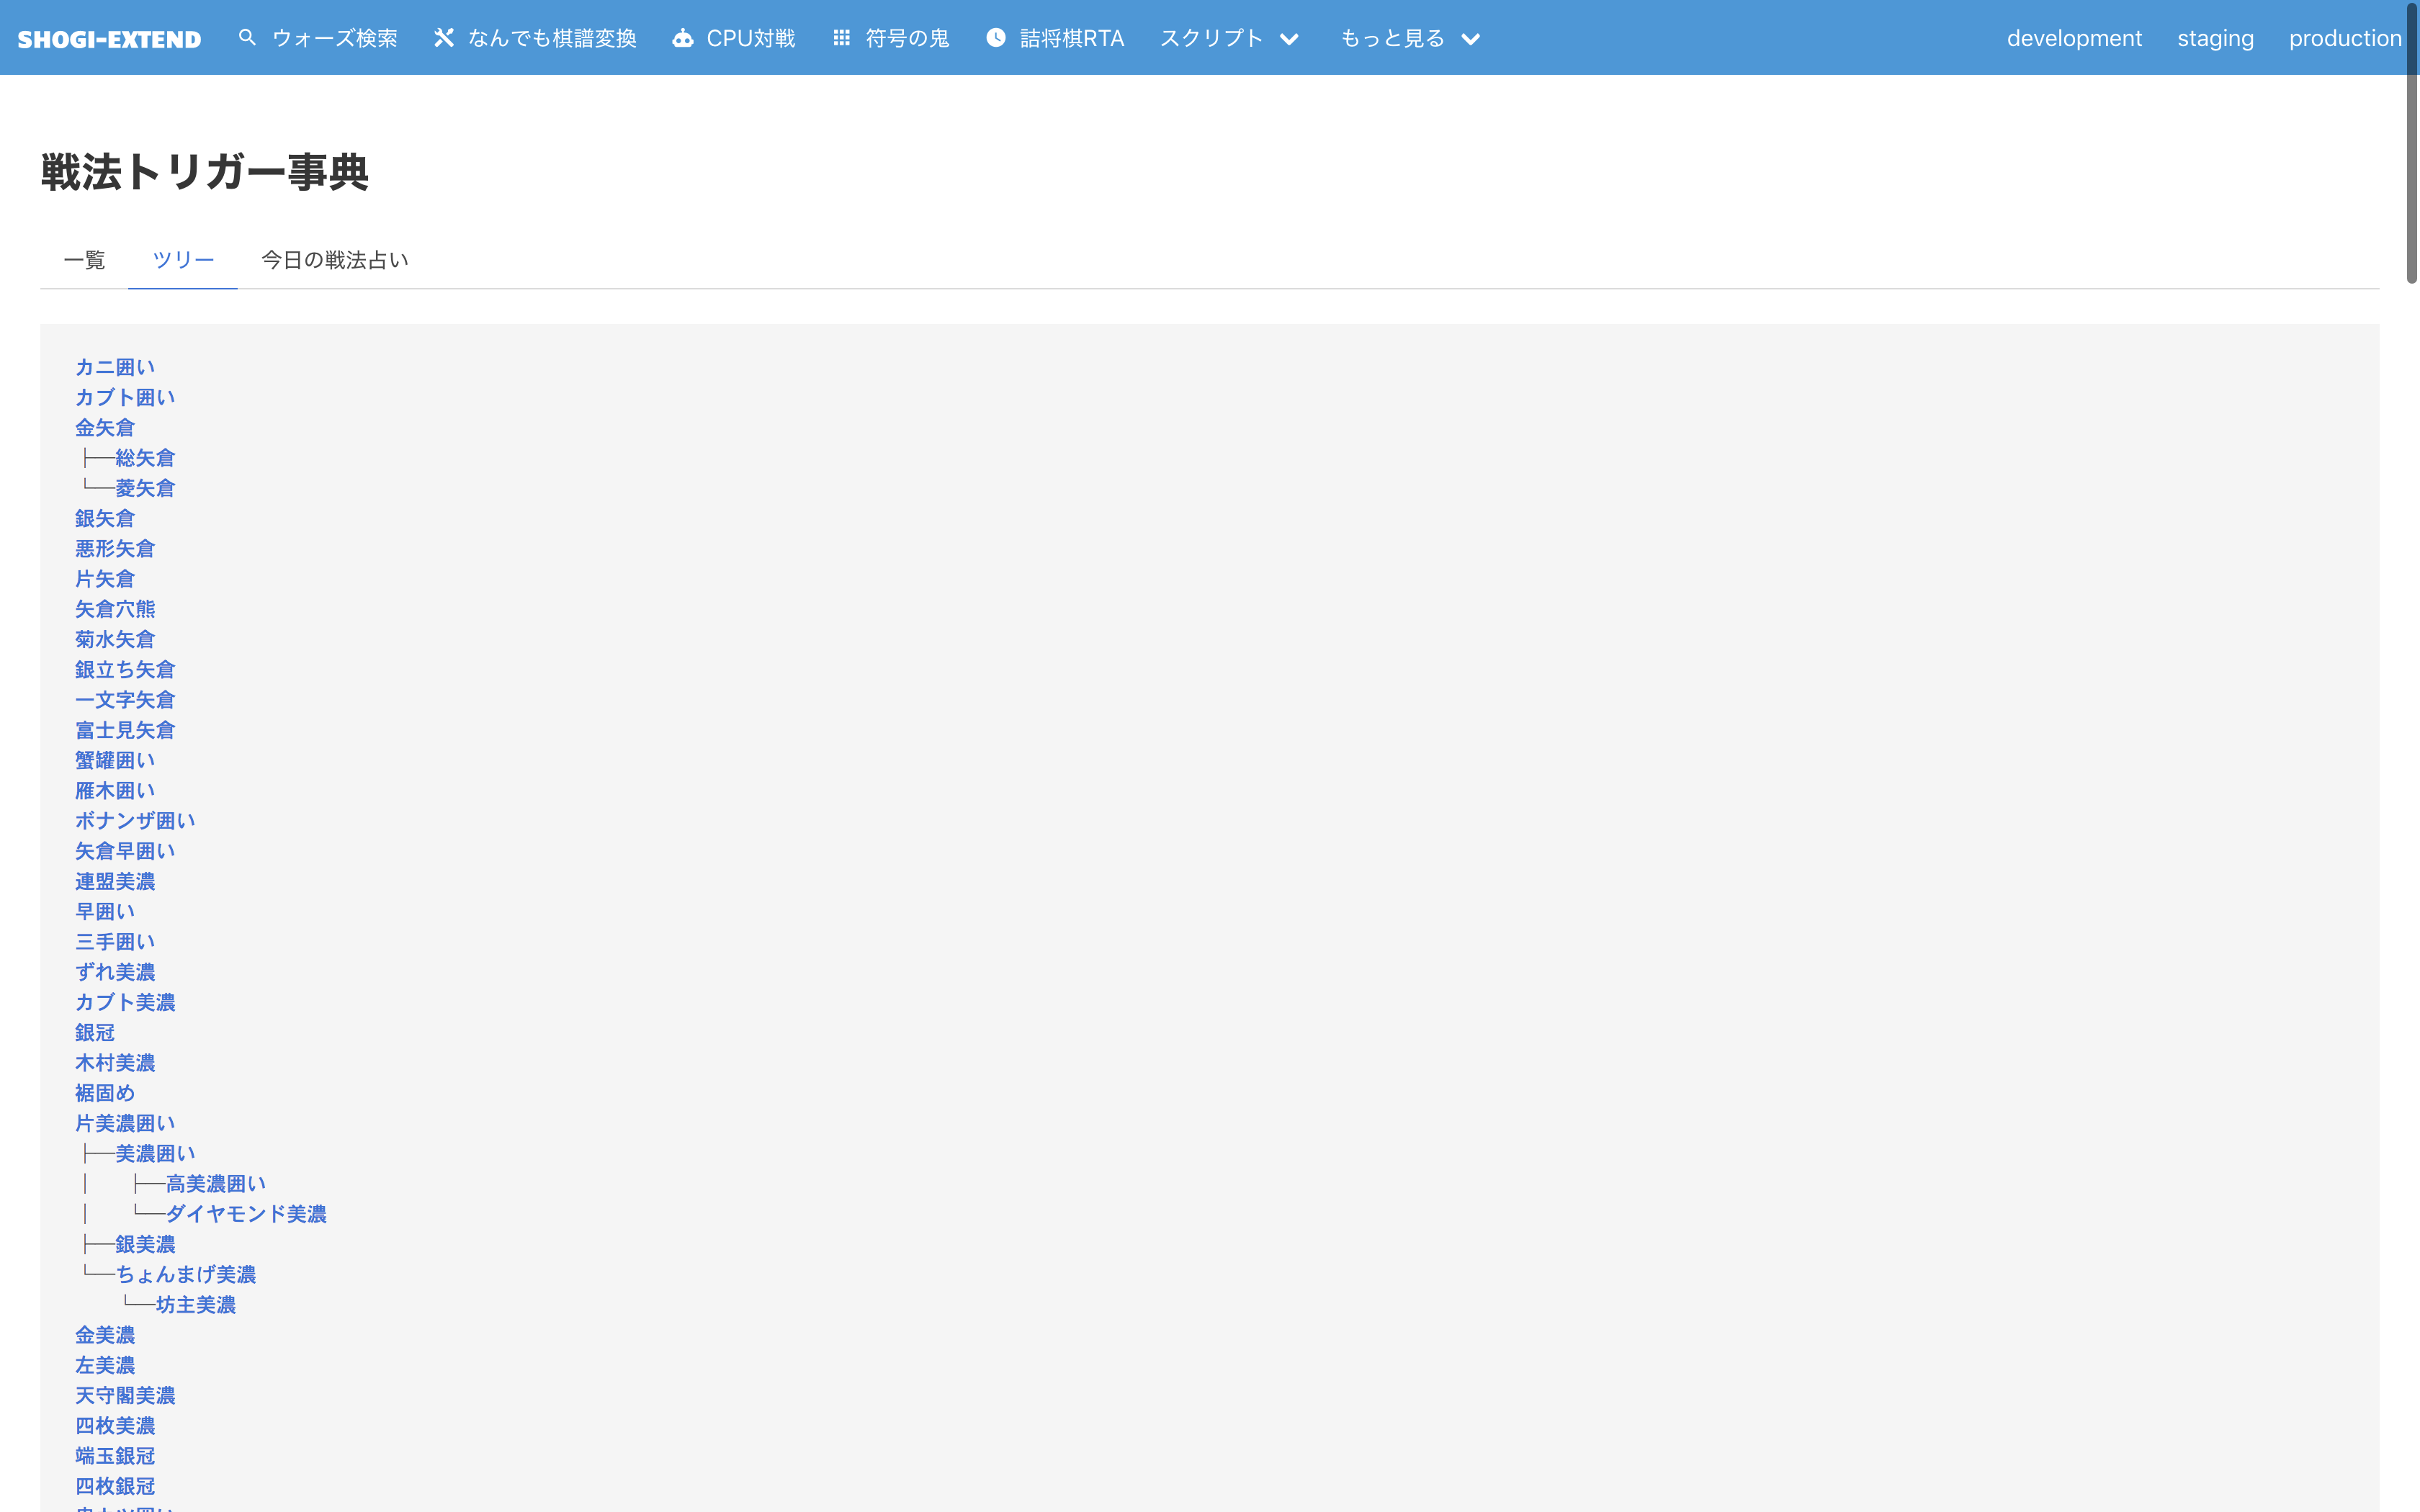 SHOGI-EXTEND ウォーズ検索 なんでも棋譜変換 CPU対戦 符号の鬼 詰将棋RTA スクリプト もっと見る development staging production
戦法トリガー事典
一覧 ツリー 今日の戦法占い
カニ囲い
カブト囲い
金矢倉
├─総矢倉
└─菱矢倉
銀矢倉
悪形矢倉
片矢倉
矢倉穴熊
菊水矢倉
銀立ち矢倉
一文字矢倉
富士見矢倉
蟹罐囲い
雁木囲い
ボナンザ囲い
矢倉早囲い
連盟美濃
早囲い
三手囲い
ずれ美濃
カブト美濃
銀冠
木村美濃
裾固め
片美濃囲い
├─美濃囲い
│ ├─高美濃囲い
│ └─ダイヤモンド美濃
├─銀美濃
└─ちょんまげ美濃
└─坊主美濃
金美濃
左美濃
天守閣美濃
四枚美濃
端玉銀冠
四枚銀冠